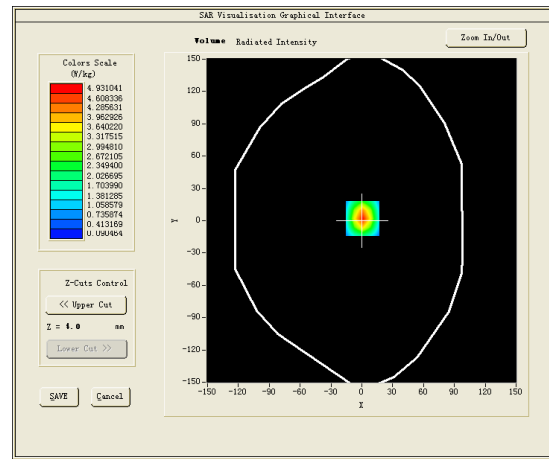 SAR Visualisation Graphical Interface
Volume Radiated Intensity
Zoom In/Out
Colors Scale
(W/kg)
4.931041
4.608336
4.285631
3.962926
3.640220
3.317515
2.994810
2.672105
2.349400
2.026695
1.703990
1.381285
1.058579
0.735874
0.413169
0.090464
150
120
90
60
30
0
-30
-60
-90
-120
-150
Y
-150 -120 -90 -60 -30 0 30 60 90 120 150
X
Z-Cuts Control
<< Upper Cut
Z = 4.0 mm
Lower Cut >>
SAVE Cancel